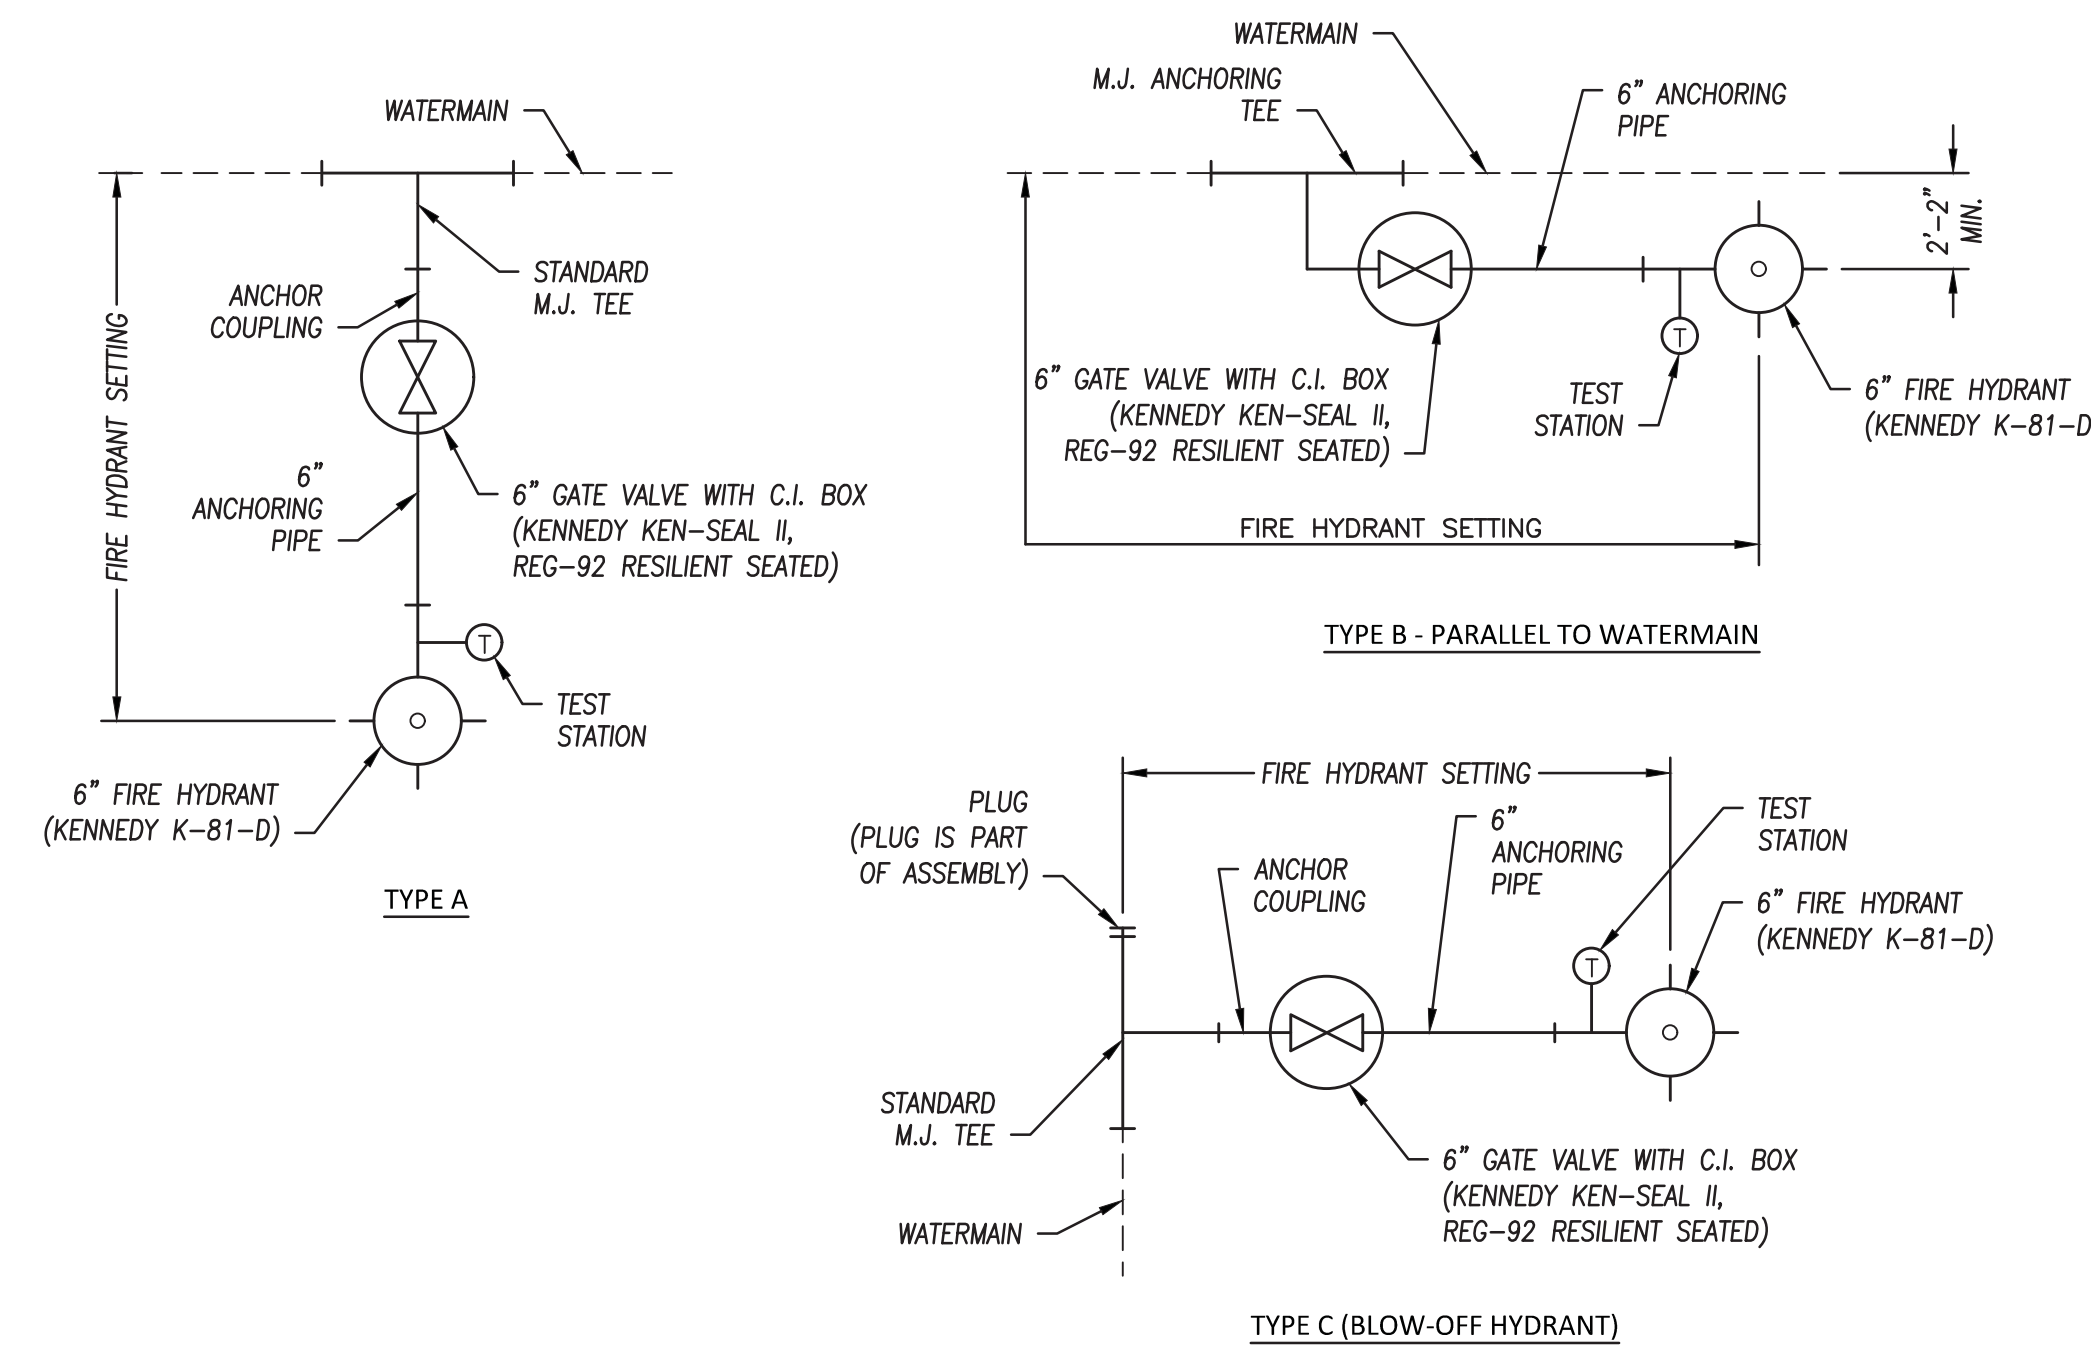 WATERMAIN
STANDARD
M.J. TEE
ANCHOR
COUPLING
FIRE HYDRANT SETTING
6"
ANCHORING
PIPE
6" GATE VALVE WITH C.I. BOX
(KENNEDY KEN-SEAL II,
REG-92 RESILIENT SEATED)
T
TEST
STATION
6" FIRE HYDRANT
(KENNEDY K-81-D)
TYPE A
WATERMAIN
M.J. ANCHORING
TEE
6" ANCHORING
PIPE
2'-2"
MIN.
6" GATE VALVE WITH C.I. BOX
(KENNEDY KEN-SEAL II,
REG-92 RESILIENT SEATED)
T
TEST
STATION
6" FIRE HYDRANT
(KENNEDY K-81-D
FIRE HYDRANT SETTING
TYPE B - PARALLEL TO WATERMAIN
FIRE HYDRANT SETTING
PLUG
(PLUG IS PART
OF ASSEMBLY)
ANCHOR
COUPLING
6"
ANCHORING
PIPE
TEST
STATION
6" FIRE HYDRANT
(KENNEDY K-81-D)
T
STANDARD
M.J. TEE
6" GATE VALVE WITH C.I. BOX
(KENNEDY KEN-SEAL II,
REG-92 RESILIENT SEATED)
WATERMAIN
TYPE C (BLOW-OFF HYDRANT)